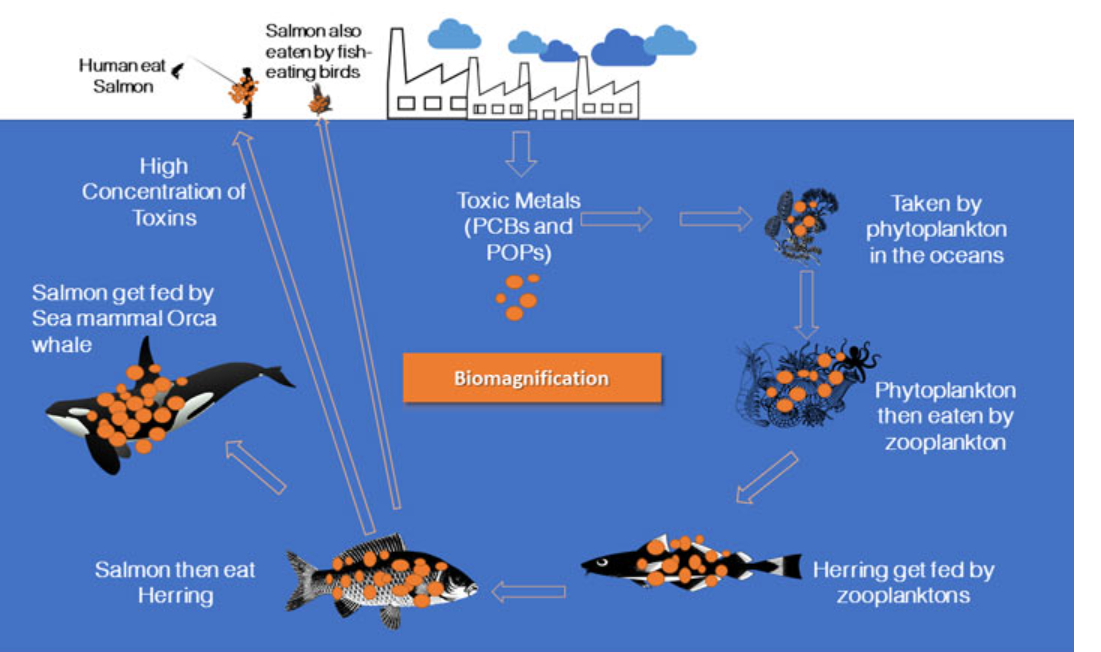 Human eat
Salmon
Salmon also
eaten by fish-
eating birds
High
Concentration of
Toxins
Toxic Metals
(PCBs and
POPs)
Taken by
phytoplankton
in the oceans
Salmon get fed by
Sea mammal Orca
whale
Biomagnification
Phytoplankton
then eaten by
zooplankton
Salmon then eat
Herring
Herring get fed by
zooplanktons